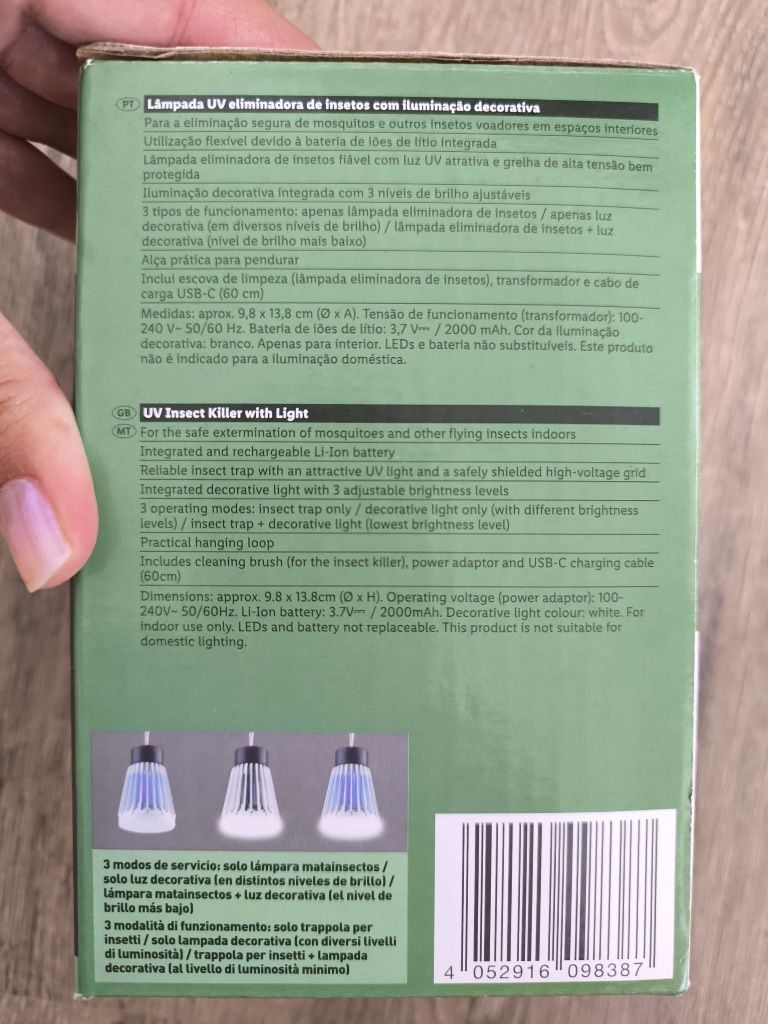 PT Lâmpada UV eliminadora de insetos com iluminação decorativa
Para a eliminação segura de mosquitos e outros insetos voadores em espaços interiores
Utilização flexível devido à bateria de iões de lítio integrada
Lâmpada eliminadora de insetos fiável com luz UV atrativa e grelha de alta tensão bem
protegida
Iluminação decorativa integrada com 3 níveis de brilho ajustáveis
3 tipos de funcionamento: apenas lâmpada eliminadora de insetos / apenas luz
decorativa (em diversos níveis de brilho) / lâmpada eliminadora de insetos + luz
decorativa (nível de brilho mais baixo)
Alça prática para pendurar
Inclui escova de limpeza (lâmpada eliminadora de insetos), transformador e cabo de
carga USB-C (60 cm)
Medidas: aprox. 9,8 x 13,8 cm (Ø x A). Tensão de funcionamento (transformador): 100-
240 V~ 50/60 Hz. Bateria de iões de lítio: 3,7 V⎓ / 2000 mAh. Cor da iluminação
decorativa: branco. Apenas para interior. LEDs e bateria não substituíveis. Este produto
não é indicado para a iluminação doméstica.
GB UV Insect Killer with Light
MT For the safe extermination of mosquitoes and other flying insects indoors
Integrated and rechargeable Li-Ion battery
Reliable insect trap with an attractive UV light and a safely shielded high-voltage grid
Integrated decorative light with 3 adjustable brightness levels
3 operating modes: insect trap only / decorative light only (with different brightness
levels) / insect trap + decorative light (lowest brightness level)
Practical hanging loop
Includes cleaning brush (for the insect killer), power adaptor and USB-C charging cable
(60cm)
Dimensions: approx. 9.8 x 13.8cm (Ø x H). Operating voltage (power adaptor): 100-
240V~ 50/60Hz. Li-Ion battery: 3.7V⎓ / 2000mAh. Decorative light colour: white. For
indoor use only. LEDs and battery not replaceable. This product is not suitable for
domestic lighting.
3 modos de servicio: solo lámpara matainsectos /
solo luz decorativa (en distintos niveles de brillo) /
lámpara matainsectos + luz decorativa (el nivel de
brillo más bajo)
3 modalità di funzionamento: solo trappola per
insetti / solo lampada decorativa (con diversi livelli
di luminosità) / trappola per insetti + lampada
decorativa (al livello di luminosità minimo)
4 052916 098387